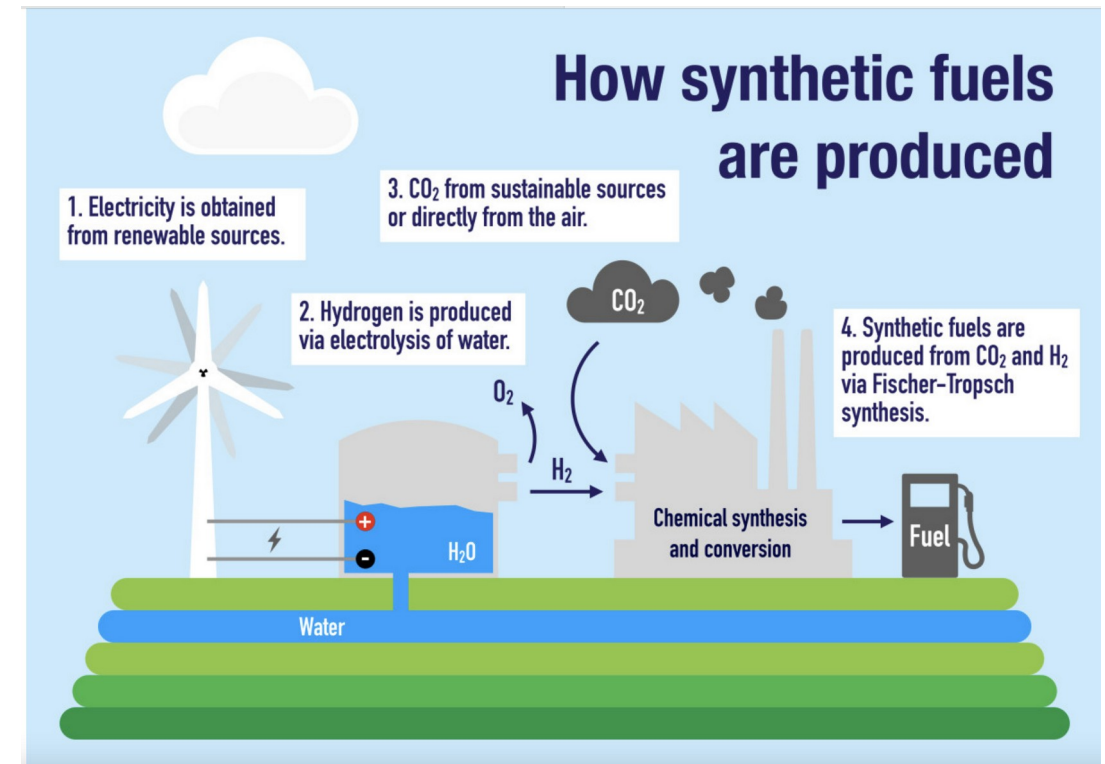 How synthetic fuels
are produced
1. Electricity is obtained
from renewable sources.
2. Hydrogen is produced
via electrolysis of water.
3. CO₂ from sustainable sources
or directly from the air.
4. Synthetic fuels are
produced from CO₂ and H₂
via Fischer-Tropsch
synthesis.
CO₂
O₂
H₂
+
-
H₂O
Water
Chemical synthesis
and conversion
Fuel